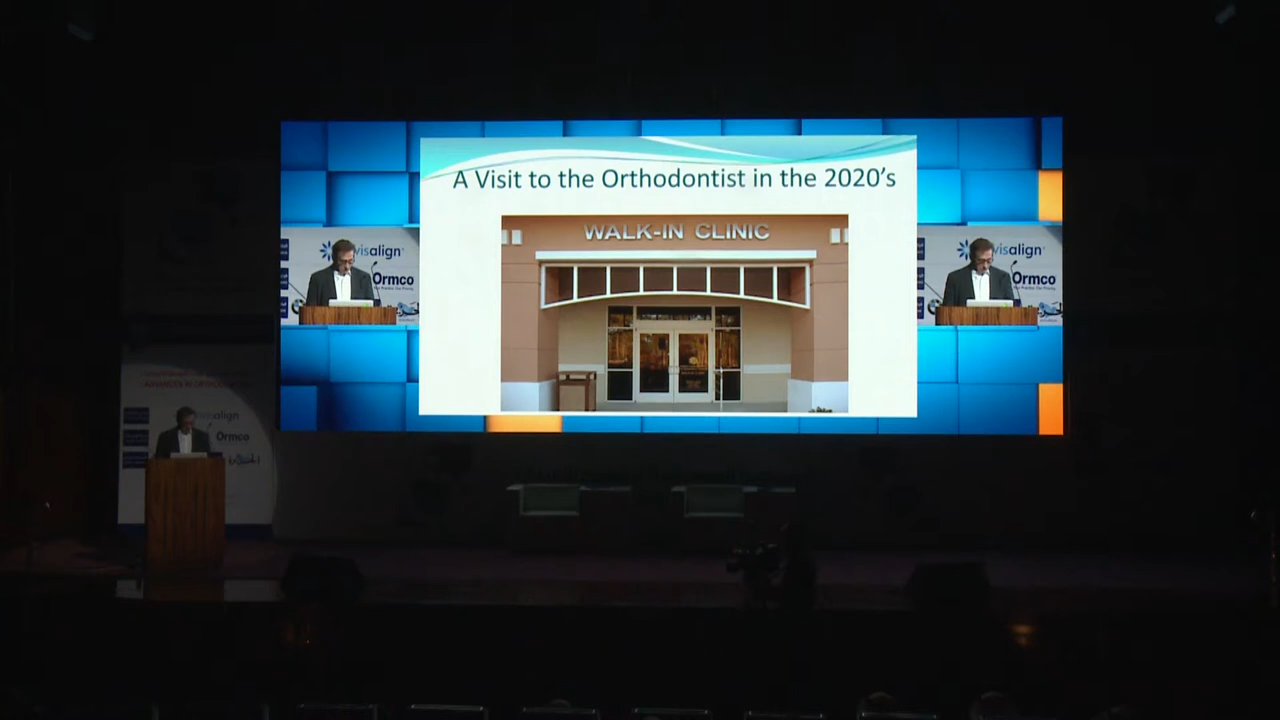 A Visit to the Orthodontist in the 2020's
WALK-IN CLINIC
visalign
Ormco
visalign
Ormco
visalign
Ormco